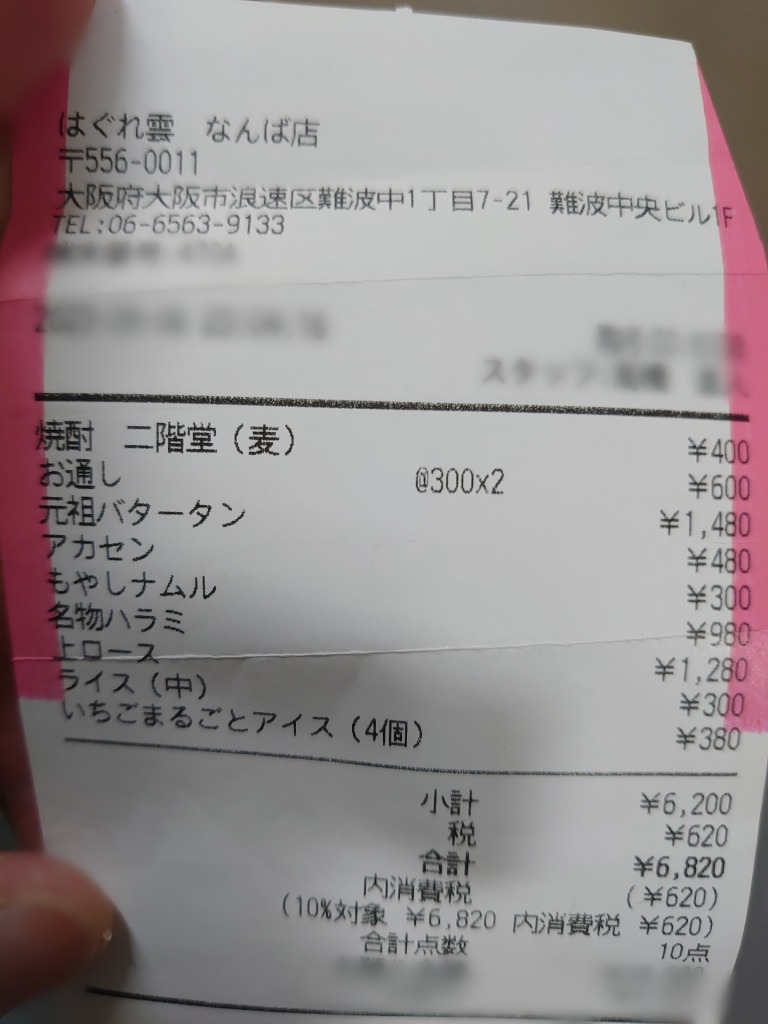 はぐれ雲 なんば店
〒556-0011
大阪府大阪市浪速区難波中1丁目7-21 難波中央ビル1F
TEL:06-6563-9133
スタッフ:
焼酎 二階堂(麦) ¥400
お通し @300x2 ¥600
元祖バタータン ¥1,480
アカセン ¥480
もやしナムル ¥300
名物ハラミ ¥980
上ロース ¥1,280
ライス(中) ¥300
いちごまるごとアイス(4個) ¥380
小計 ¥6,200
税 ¥620
合計 ¥6,820
内消費税 (¥620)
(10%対象 ¥6,820 内消費税 ¥620)
合計点数 10点